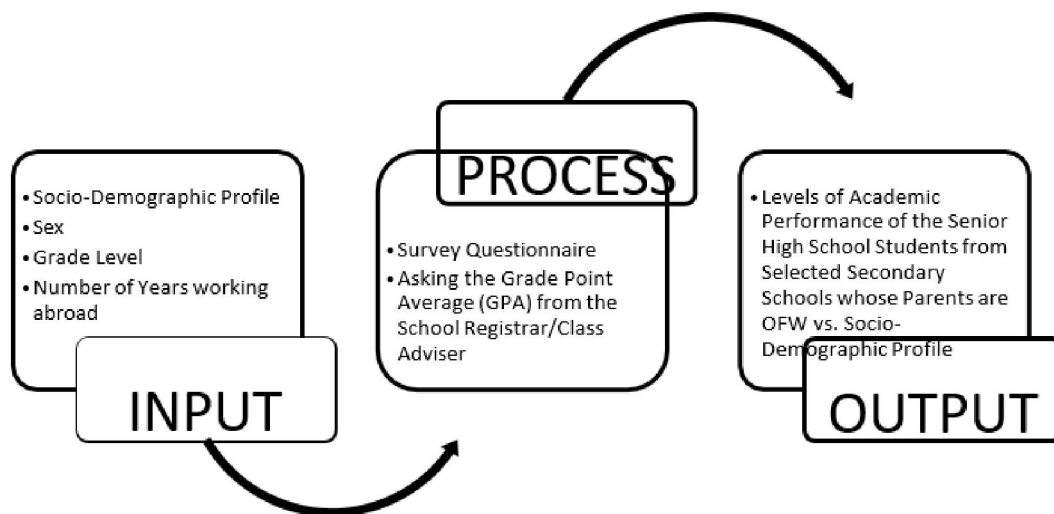 • Socio-Demographic Profile
• Sex
• Grade Level
• Number of Years working
abroad
INPUT
PROCESS
• Survey Questionnaire
• Asking the Grade Point
Average (GPA) from the
School Registrar/Class
Adviser
• Levels of Academic
Performance of the Senior
High School Students from
Selected Secondary
Schools whose Parents are
OFW vs. Socio-
Demographic Profile
OUTPUT